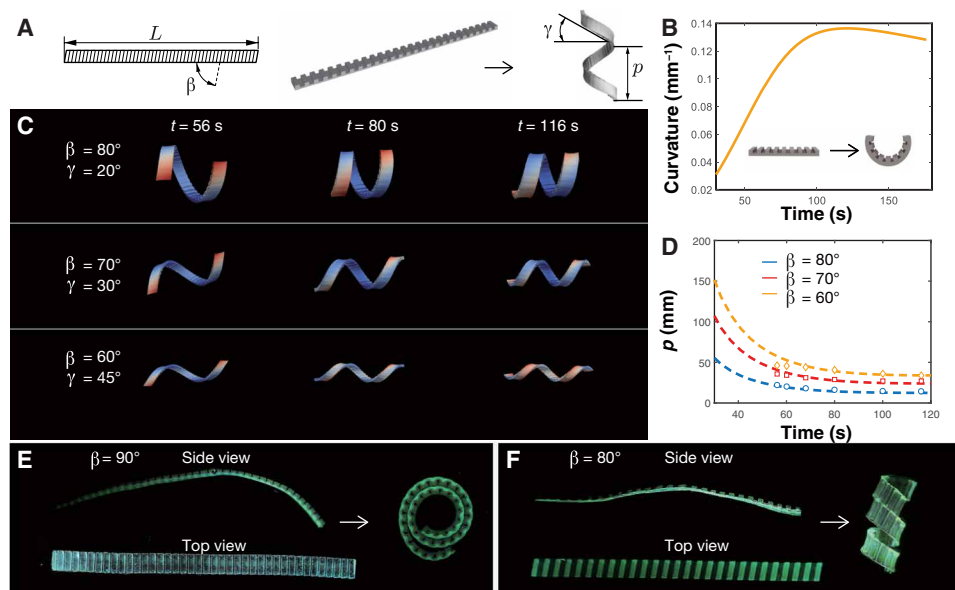 A
L
β
γ
p
B
Curvature (mm⁻¹)
0.14
0.12
0.10
0.08
0.06
0.04
0.02
50
100
150
Time (s)
C
t = 56 s
t = 80 s
t = 116 s
β = 80°
γ = 20°
β = 70°
γ = 30°
β = 60°
γ = 45°
D
p (mm)
200
150
100
50
0
40
60
80
100
120
Time (s)
β = 80°
β = 70°
β = 60°
E
β = 90°
Side view
Top view
F
β = 80°
Side view
Top view